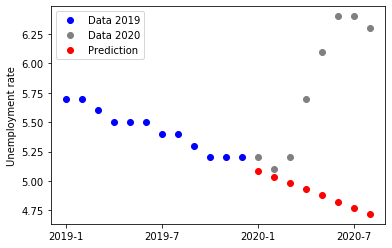 Data 2019
Data 2020
Prediction
6.25
6.00
5.75
5.50
5.25
5.00
4.75
Unemployment rate
2019-1
2019-7
2020-1
2020-7